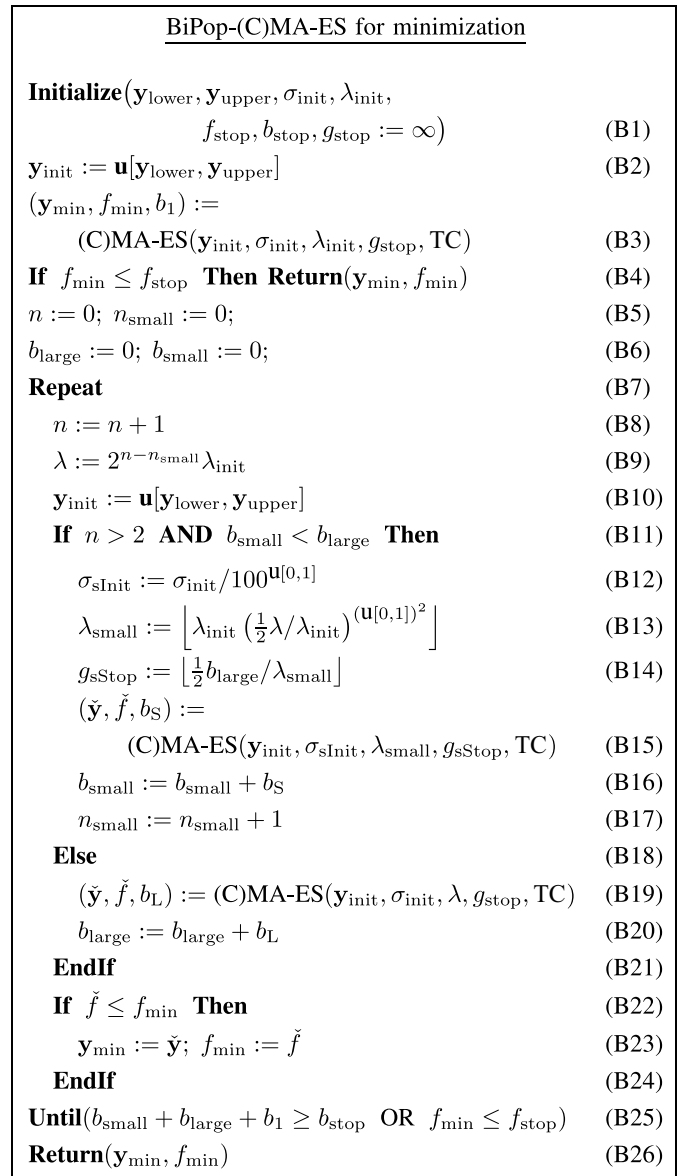 BiPop-(C)MA-ES for minimization
Initialize(y_lower, y_upper, σ_init, λ_init,
f_stop, b_stop, g_stop := ∞) (B1)
y_init := u[y_lower, y_upper] (B2)
(y_min, f_min, b_1) :=
(C)MA-ES(y_init, σ_init, λ_init, g_stop, TC) (B3)
If f_min ≤ f_stop Then Return(y_min, f_min) (B4)
n := 0; n_small := 0; (B5)
b_large := 0; b_small := 0; (B6)
Repeat (B7)
n := n + 1 (B8)
λ := 2^{n−n_small} λ_init (B9)
y_init := u[y_lower, y_upper] (B10)
If n > 2 AND b_small < b_large Then (B11)
σ_sInit := σ_init/100^{u[0,1]} (B12)
λ_small := ⌊λ_init (½λ/λ_init)^{(u[0,1])²}⌋ (B13)
g_sStop := ⌊½b_large/λ_small⌋ (B14)
(y̌, f̌, b_S) :=
(C)MA-ES(y_init, σ_sInit, λ_small, g_sStop, TC) (B15)
b_small := b_small + b_S (B16)
n_small := n_small + 1 (B17)
Else (B18)
(y̌, f̌, b_L) := (C)MA-ES(y_init, σ_init, λ, g_stop, TC) (B19)
b_large := b_large + b_L (B20)
EndIf (B21)
If f̌ ≤ f_min Then (B22)
y_min := y̌; f_min := f̌ (B23)
EndIf (B24)
Until(b_small + b_large + b_1 ≥ b_stop OR f_min ≤ f_stop) (B25)
Return(y_min, f_min) (B26)